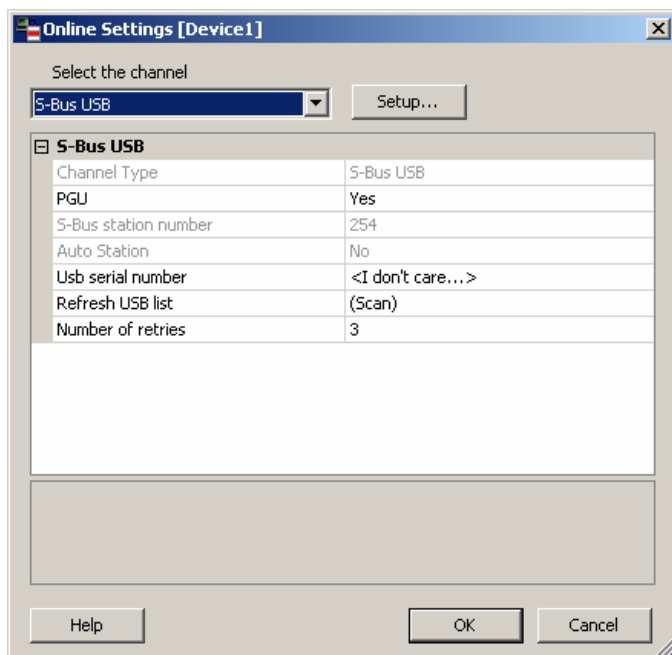 Online Settings [Device1]
Select the channel
S-Bus USB
Setup...
S-Bus USB
Channel Type S-Bus USB
PGU Yes
S-Bus station number 254
Auto Station No
Usb serial number <I don't care...>
Refresh USB list (Scan)
Number of retries 3
Help OK Cancel